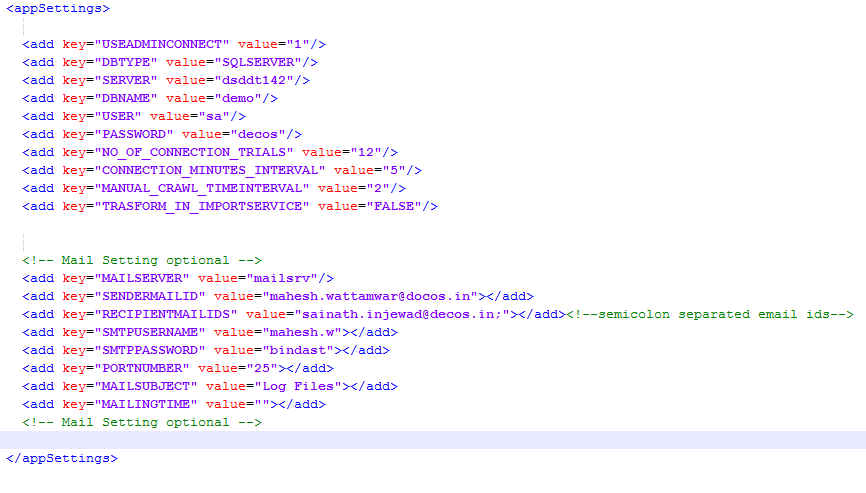 <appSettings>
<add key="USEADMINCONNECT" value="1"/>
<add key="DBTYPE" value="SQLSERVER"/>
<add key="SERVER" value="dsddt142"/>
<add key="DBNAME" value="demo"/>
<add key="USER" value="sa"/>
<add key="PASSWORD" value="decos"/>
<add key="NO_OF_CONNECTION_TRIALS" value="12"/>
<add key="CONNECTION_MINUTES_INTERVAL" value="5"/>
<add key="MANUAL_CRAWL_TIMEINTERVAL" value="2"/>
<add key="TRASFORM_IN_IMPORTSERVICE" value="FALSE"/>
<!-- Mail Setting optional -->
<add key="MAILSERVER" value="mailsrv"/>
<add key="SENDERMAILID" value="mahesh.wattamwar@docos.in"></add>
<add key="RECIPIENTMAILIDS" value="sainath.injewad@decos.in;"></add><!--semicolon separated email ids-->
<add key="SMTPUSERNAME" value="mahesh.w"></add>
<add key="SMTPPASSWORD" value="bindast"></add>
<add key="PORTNUMBER" value="25"></add>
<add key="MAILSUBJECT" value="Log Files"></add>
<add key="MAILINGTIME" value=""></add>
<!-- Mail Setting optional -->
</appSettings>